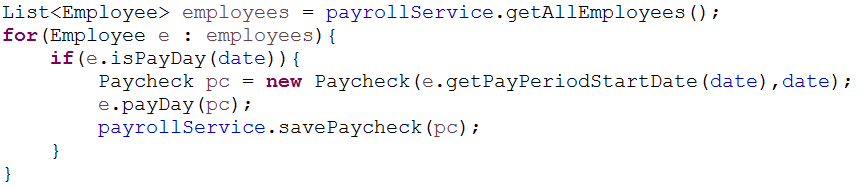 List<Employee> employees = payrollService.getAllEmployees();
for(Employee e : employees){
    if(e.isPayDay(date)){
        Paycheck pc = new Paycheck(e.getPayPeriodStartDate(date),date);
        e.payDay(pc);
        payrollService.savePaycheck(pc);
    }
}